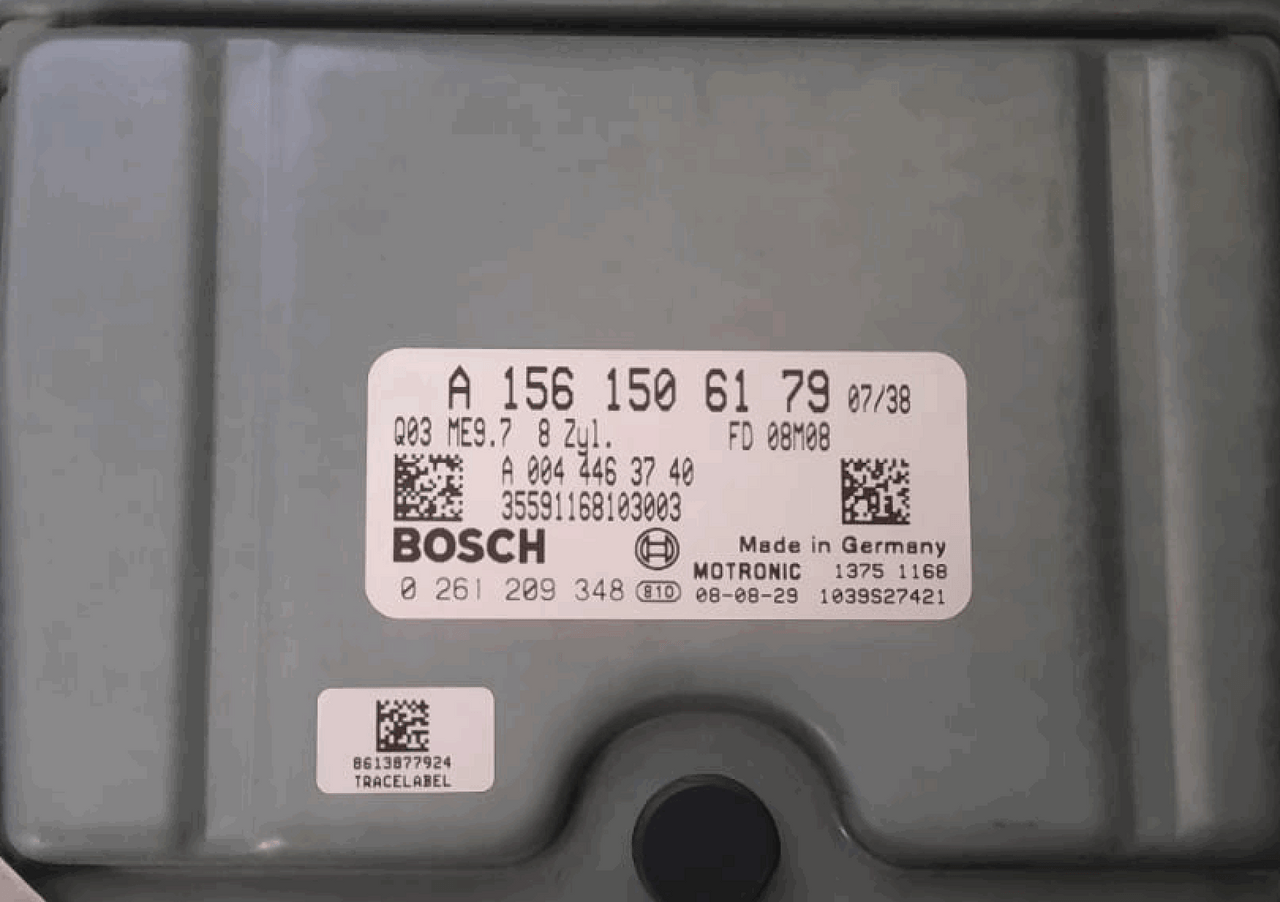 A 156 150 61 79 07/38
Q03 ME9.7 8 Zyl. FD 08M08
A 004 446 37 40
35591168103003
BOSCH Made in Germany
MOTRONIC 1375 1168
0 261 209 348 810 08-08-29 1039S27421
8613877924
TRACELABEL